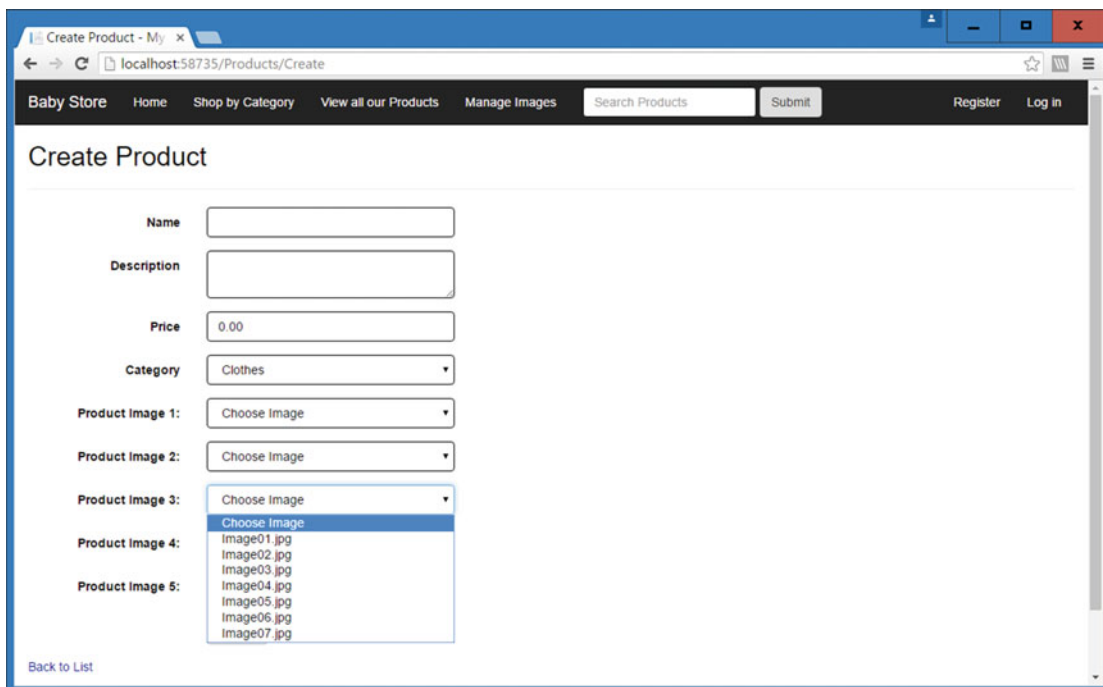 Create Product - My
localhost:58735/Products/Create
Baby Store Home Shop by Category View all our Products Manage Images Search Products Submit Register Log in
Create Product
Name
Description
Price 0.00
Category Clothes
Product Image 1: Choose Image
Product Image 2: Choose Image
Product Image 3: Choose Image
Choose Image
Image01.jpg
Product Image 4:
Image02.jpg
Image03.jpg
Image04.jpg
Product Image 5:
Image05.jpg
Image06.jpg
Image07.jpg
Back to List